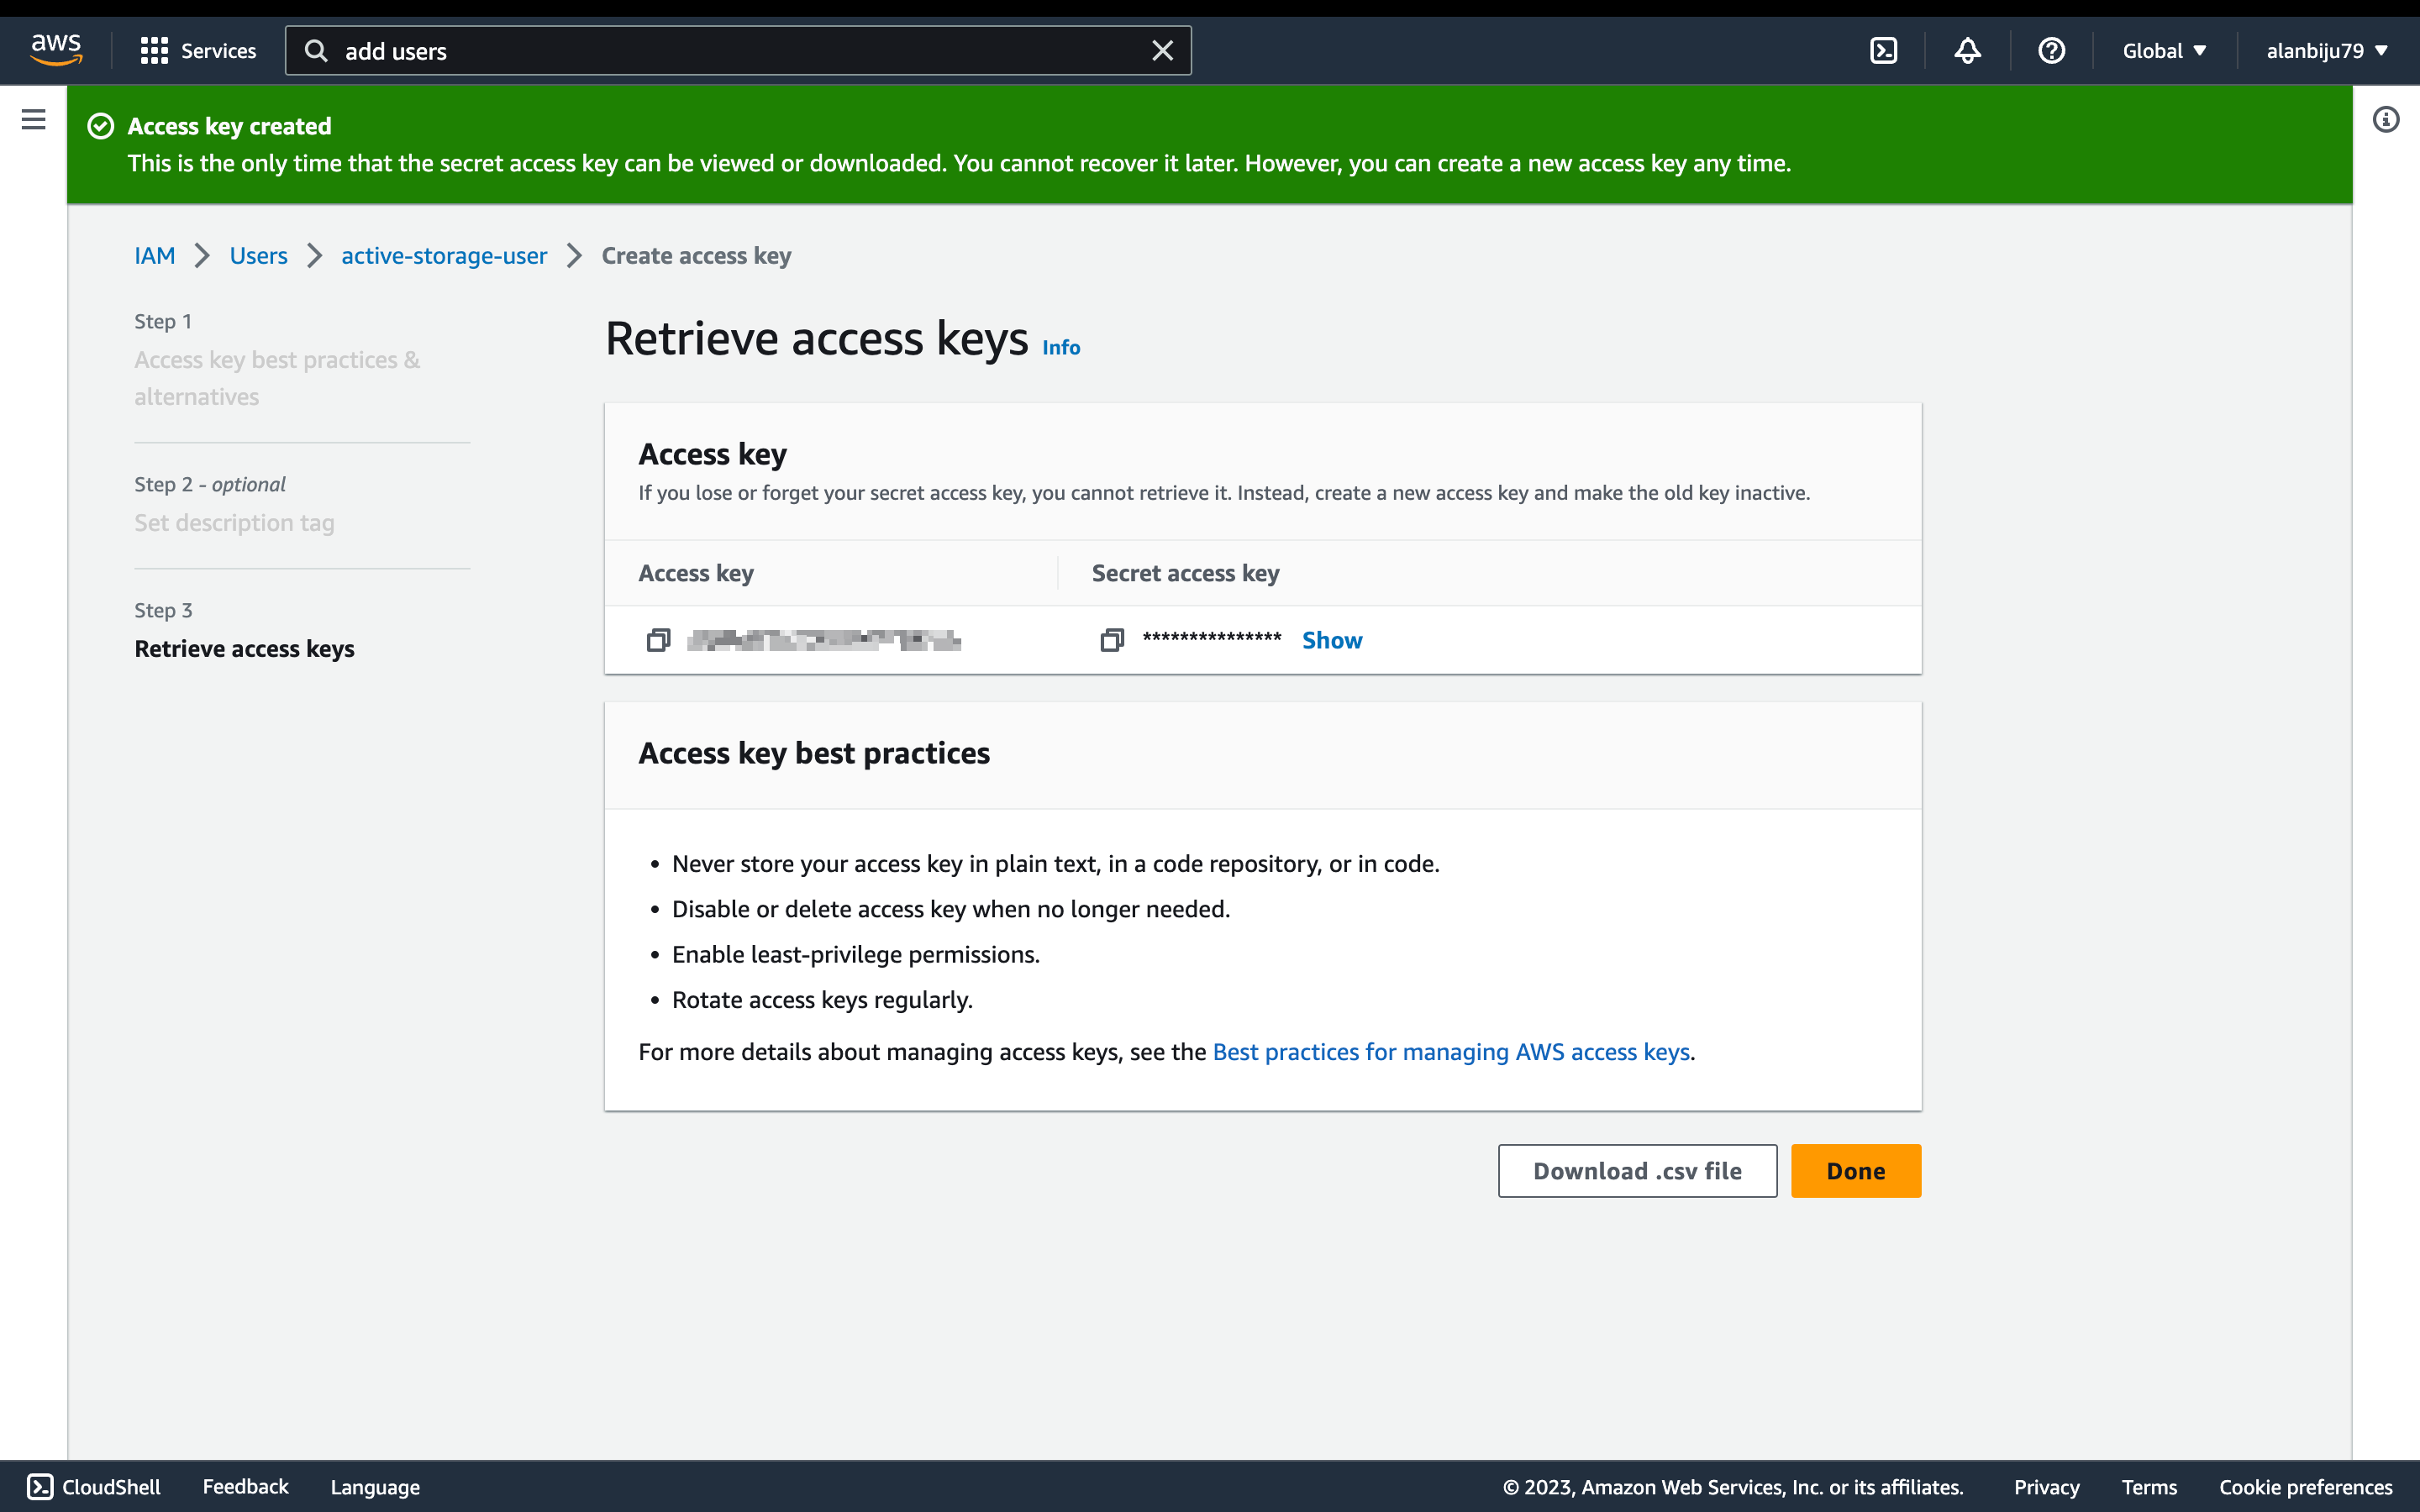 aws
Services
add users
Global
alanbiju79
Access key created
This is the only time that the secret access key can be viewed or downloaded. You cannot recover it later. However, you can create a new access key any time.
IAM
Users
active-storage-user
Create access key
Step 1
Access key best practices &
alternatives
Step 2 - optional
Set description tag
Step 3
Retrieve access keys
Retrieve access keys Info
Access key
If you lose or forget your secret access key, you cannot retrieve it. Instead, create a new access key and make the old key inactive.
Access key
Secret access key
*************** Show
Access key best practices
• Never store your access key in plain text, in a code repository, or in code.
• Disable or delete access key when no longer needed.
• Enable least-privilege permissions.
• Rotate access keys regularly.
For more details about managing access keys, see the Best practices for managing AWS access keys.
Download .csv file
Done
CloudShell
Feedback
Language
© 2023, Amazon Web Services, Inc. or its affiliates.
Privacy
Terms
Cookie preferences